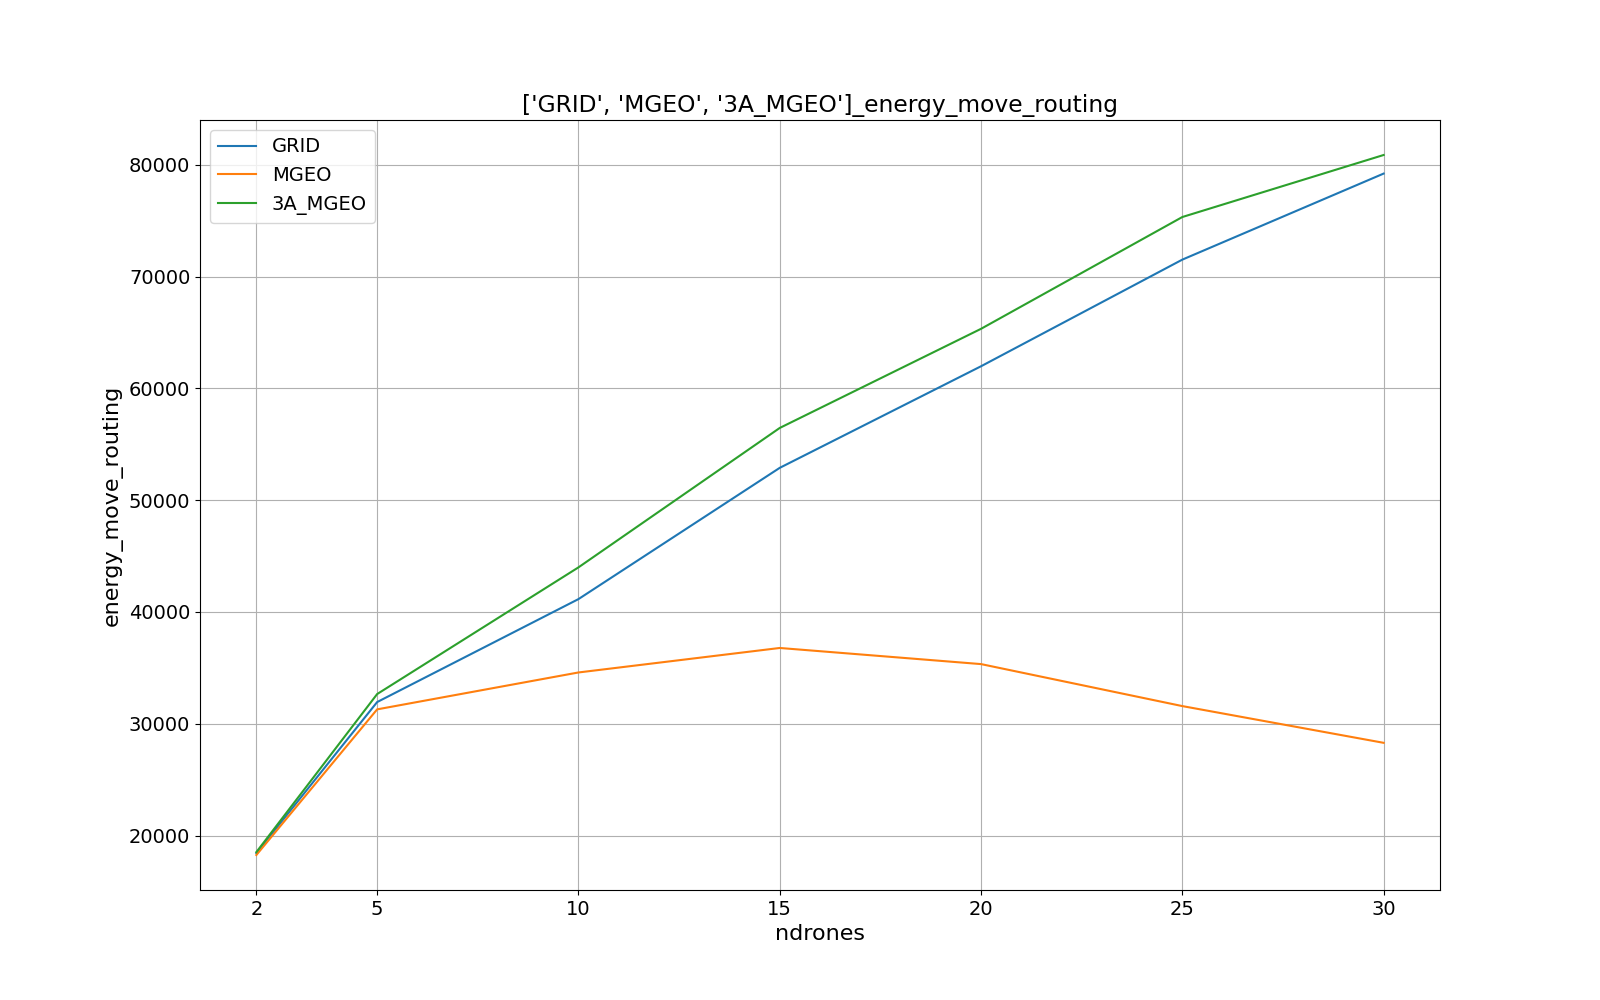 ['GRID', 'MGEO', '3A_MGEO']_energy_move_routing
GRID
MGEO
3A_MGEO
80000
70000
60000
50000
40000
30000
20000
energy_move_routing
2 5 10 15 20 25 30
ndrones